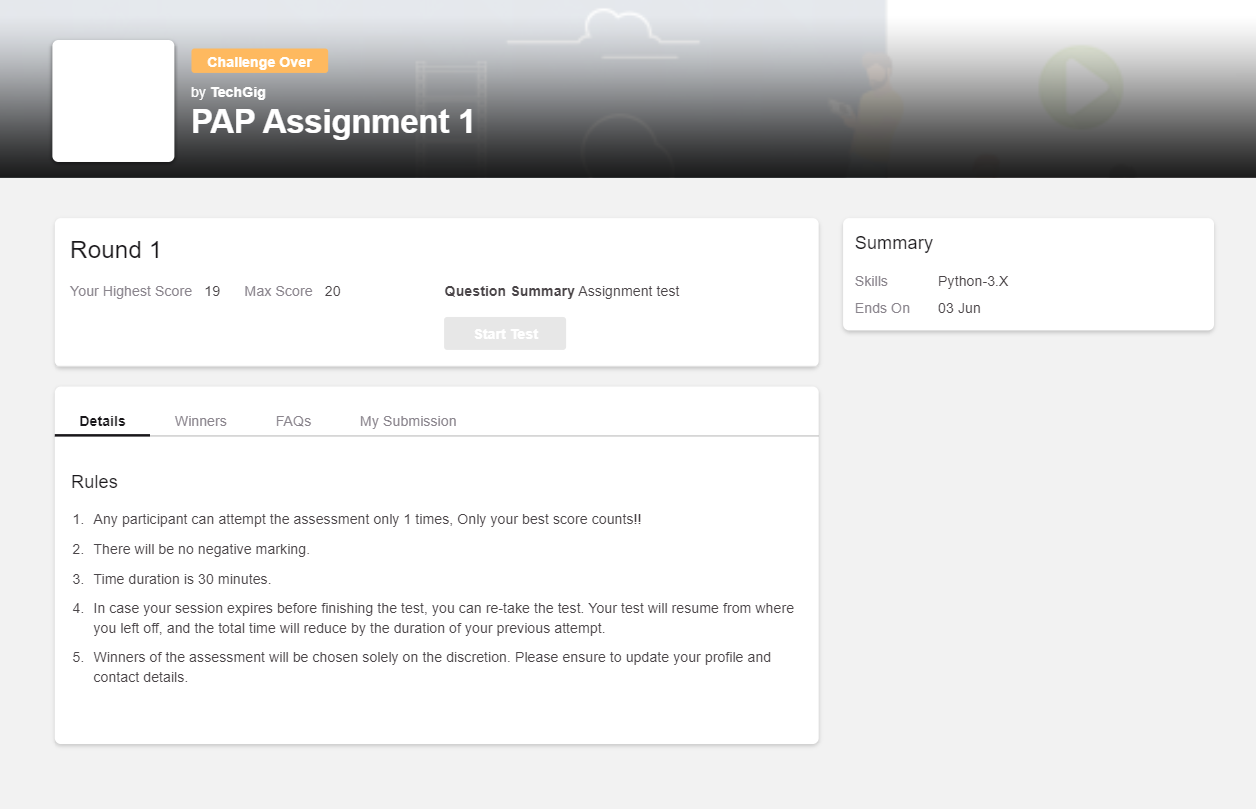 Challenge Over
by TechGig
PAP Assignment 1
Round 1
Your Highest Score 19 Max Score 20
Question Summary Assignment test
Start Test
Details Winners FAQs My Submission
Rules
1. Any participant can attempt the assessment only 1 times, Only your best score counts!!
2. There will be no negative marking.
3. Time duration is 30 minutes.
4. In case your session expires before finishing the test, you can re-take the test. Your test will resume from where
you left off, and the total time will reduce by the duration of your previous attempt.
5. Winners of the assessment will be chosen solely on the discretion. Please ensure to update your profile and
contact details.
Summary
Skills Python-3.X
Ends On 03 Jun